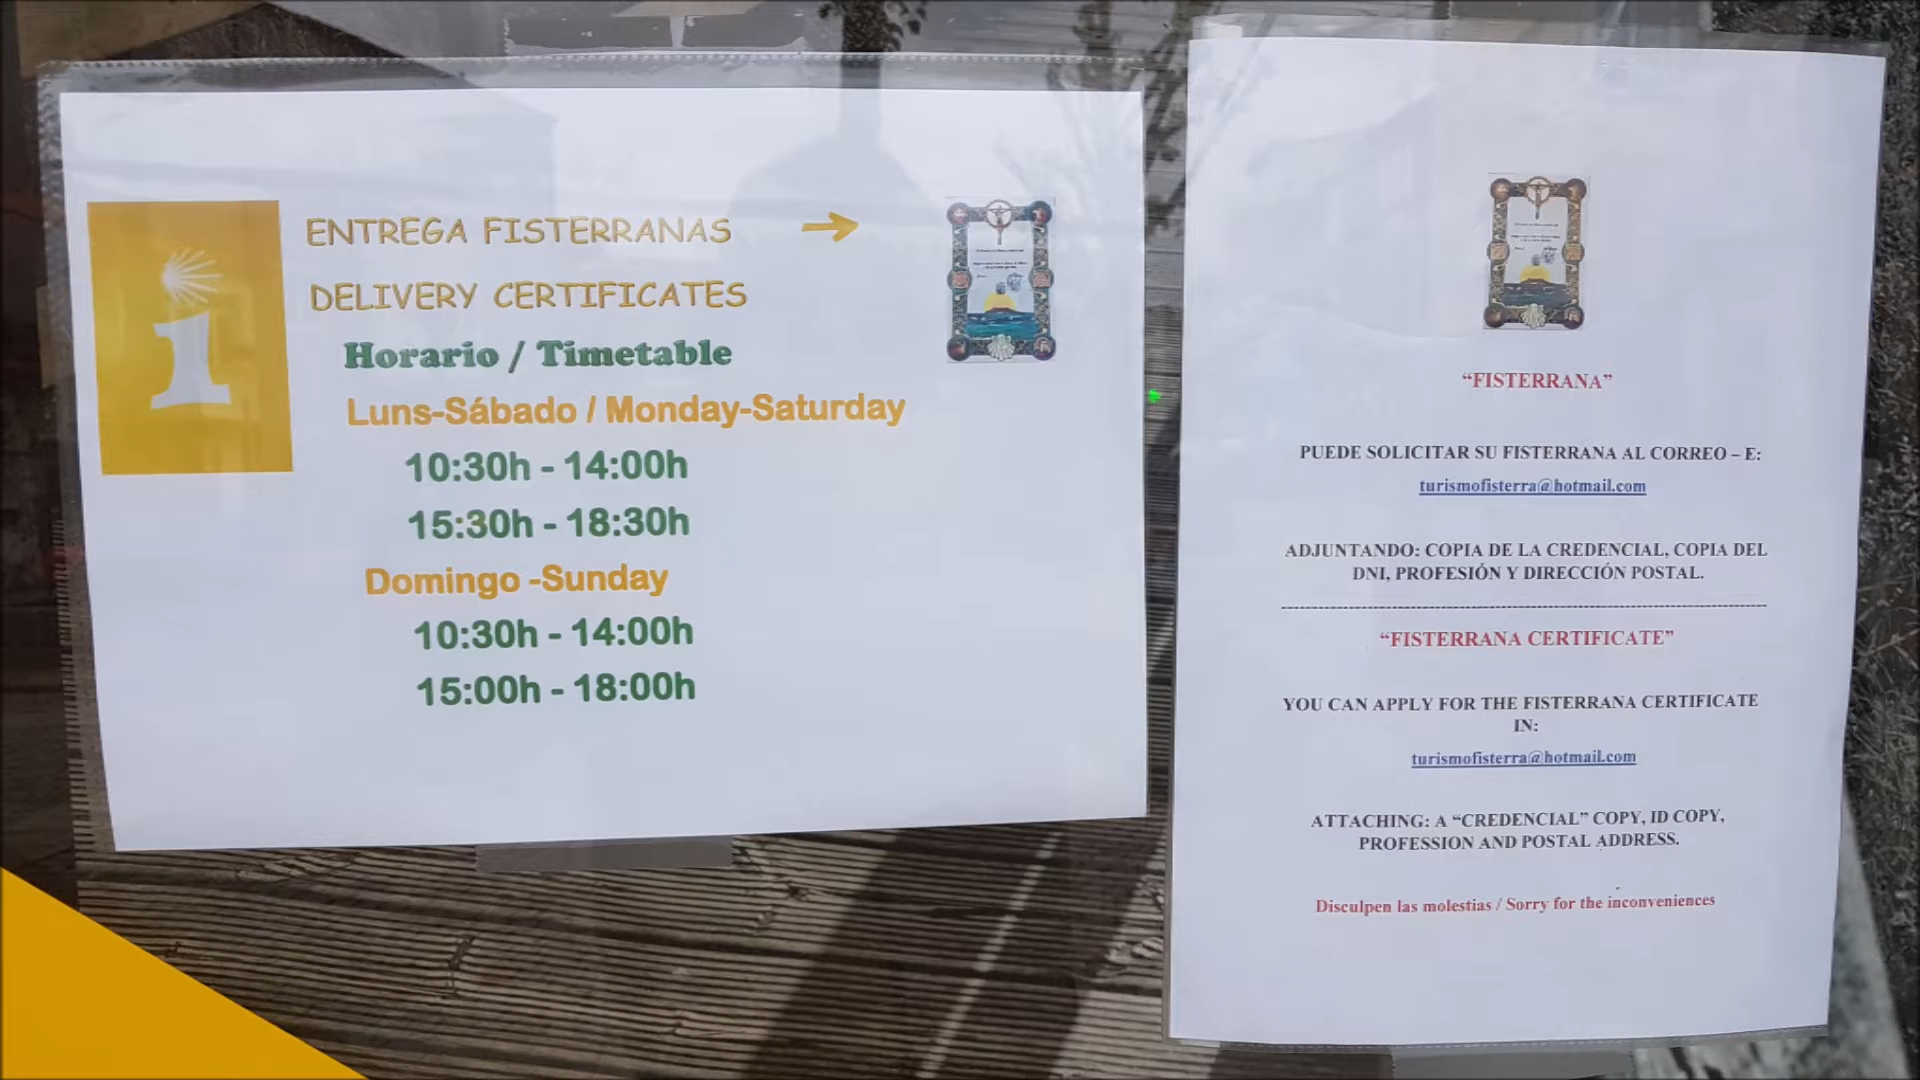 ENTREGA FISTERRANAS
DELIVERY CERTIFICATES
Horario / Timetable
Luns-Sábado / Monday-Saturday
10:30h - 14:00h
15:30h - 18:30h
Domingo -Sunday
10:30h - 14:00h
15:00h - 18:00h
“FISTERRANA”
PUEDE SOLICITAR SU FISTERRANA AL CORREO – E:
turismofisterra@hotmail.com
ADJUNTANDO: COPIA DE LA CREDENCIAL, COPIA DEL
DNI, PROFESIÓN Y DIRECCIÓN POSTAL.
“FISTERRANA CERTIFICATE”
YOU CAN APPLY FOR THE FISTERRANA CERTIFICATE
IN:
turismofisterra@hotmail.com
ATTACHING: A “CREDENCIAL” COPY, ID COPY,
PROFESSION AND POSTAL ADDRESS.
Disculpen las molestias / Sorry for the inconveniences